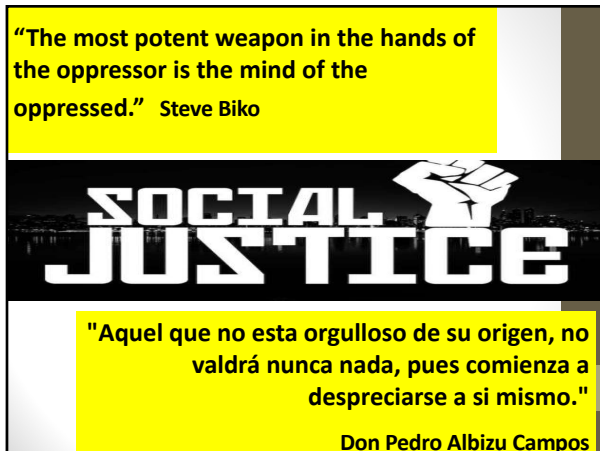 “The most potent weapon in the hands of
the oppressor is the mind of the
oppressed.” Steve Biko
SOCIAL
JUSTICE
"Aquel que no esta orgulloso de su origen, no
valdrá nunca nada, pues comienza a
despreciarse a si mismo."
Don Pedro Albizu Campos